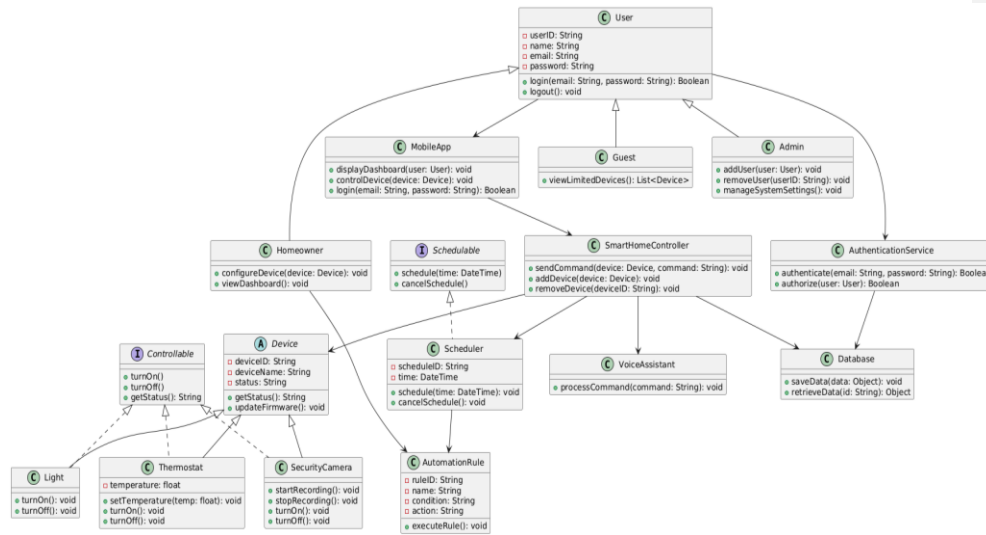 C User
userID: String
name: String
email: String
password: String
login(email: String, password: String): Boolean
logout(): void
C MobileApp
displayDashboard(user: User): void
controlDevice(device: Device): void
login(email: String, password: String): Boolean
C Guest
viewLimitedDevices(): List<Device>
C Admin
addUser(user: User): void
removeUser(userID: String): void
manageSystemSettings(): void
C Homeowner
configureDevice(device: Device): void
viewDashboard(): void
I Schedulable
schedule(time: DateTime)
cancelSchedule()
C SmartHomeController
sendCommand(device: Device, command: String): void
addDevice(device: Device): void
removeDevice(deviceID: String): void
C AuthenticationService
authenticate(email: String, password: String): Boolea
authorize(user: User): Boolean
I Controllable
turnOn()
turnOff()
getStatus(): String
A Device
deviceID: String
deviceName: String
status: String
getStatus(): String
updateFirmware(): void
C Scheduler
scheduleID: String
time: DateTime
schedule(time: DateTime): void
cancelSchedule(): void
C VoiceAssistant
processCommand(command: String): void
C Database
saveData(data: Object): void
retrieveData(id: String): Object
C Light
turnOn(): void
turnOff(): void
C Thermostat
temperature: float
setTemperature(temp: float): void
turnOn(): void
turnOff(): void
C SecurityCamera
startRecording(): void
stopRecording(): void
turnOn(): void
turnOff(): void
C AutomationRule
ruleID: String
name: String
condition: String
action: String
executeRule(): void